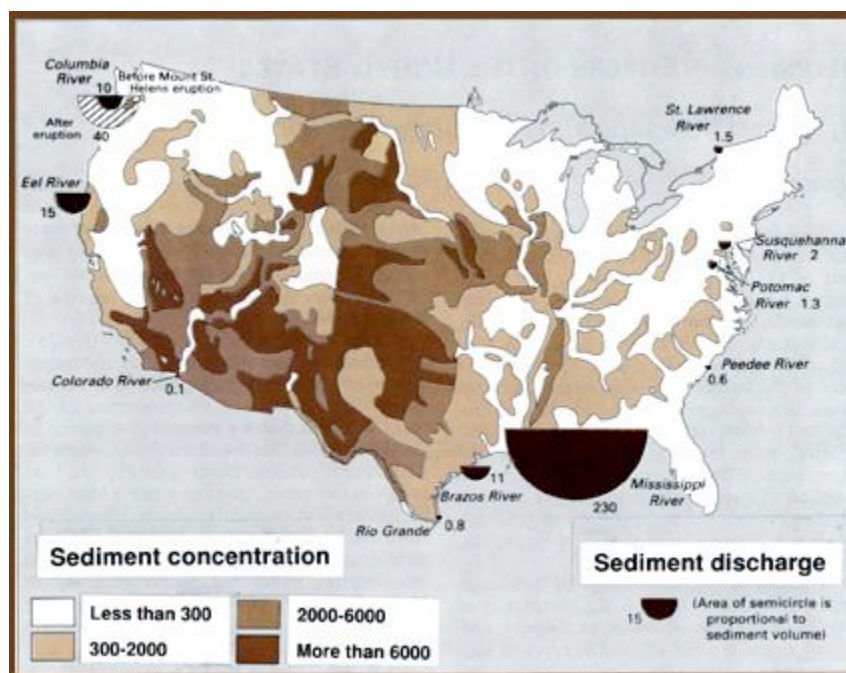 Columbia
River
10
Before Mount St.
Helens eruption
After
eruption
40
Eel River
15
St. Lawrence
River
1.5
Susquehanna
River 2
Potomac
River 1.3
Peedee River
0.6
Colorado River
0.1
Mississippi
River
230
11
Brazos River
Rio Grande
0.8
Sediment concentration
Less than 300
300-2000
2000-6000
More than 6000
Sediment discharge
15
(Area of semicircle is
proportional to
sediment volume)